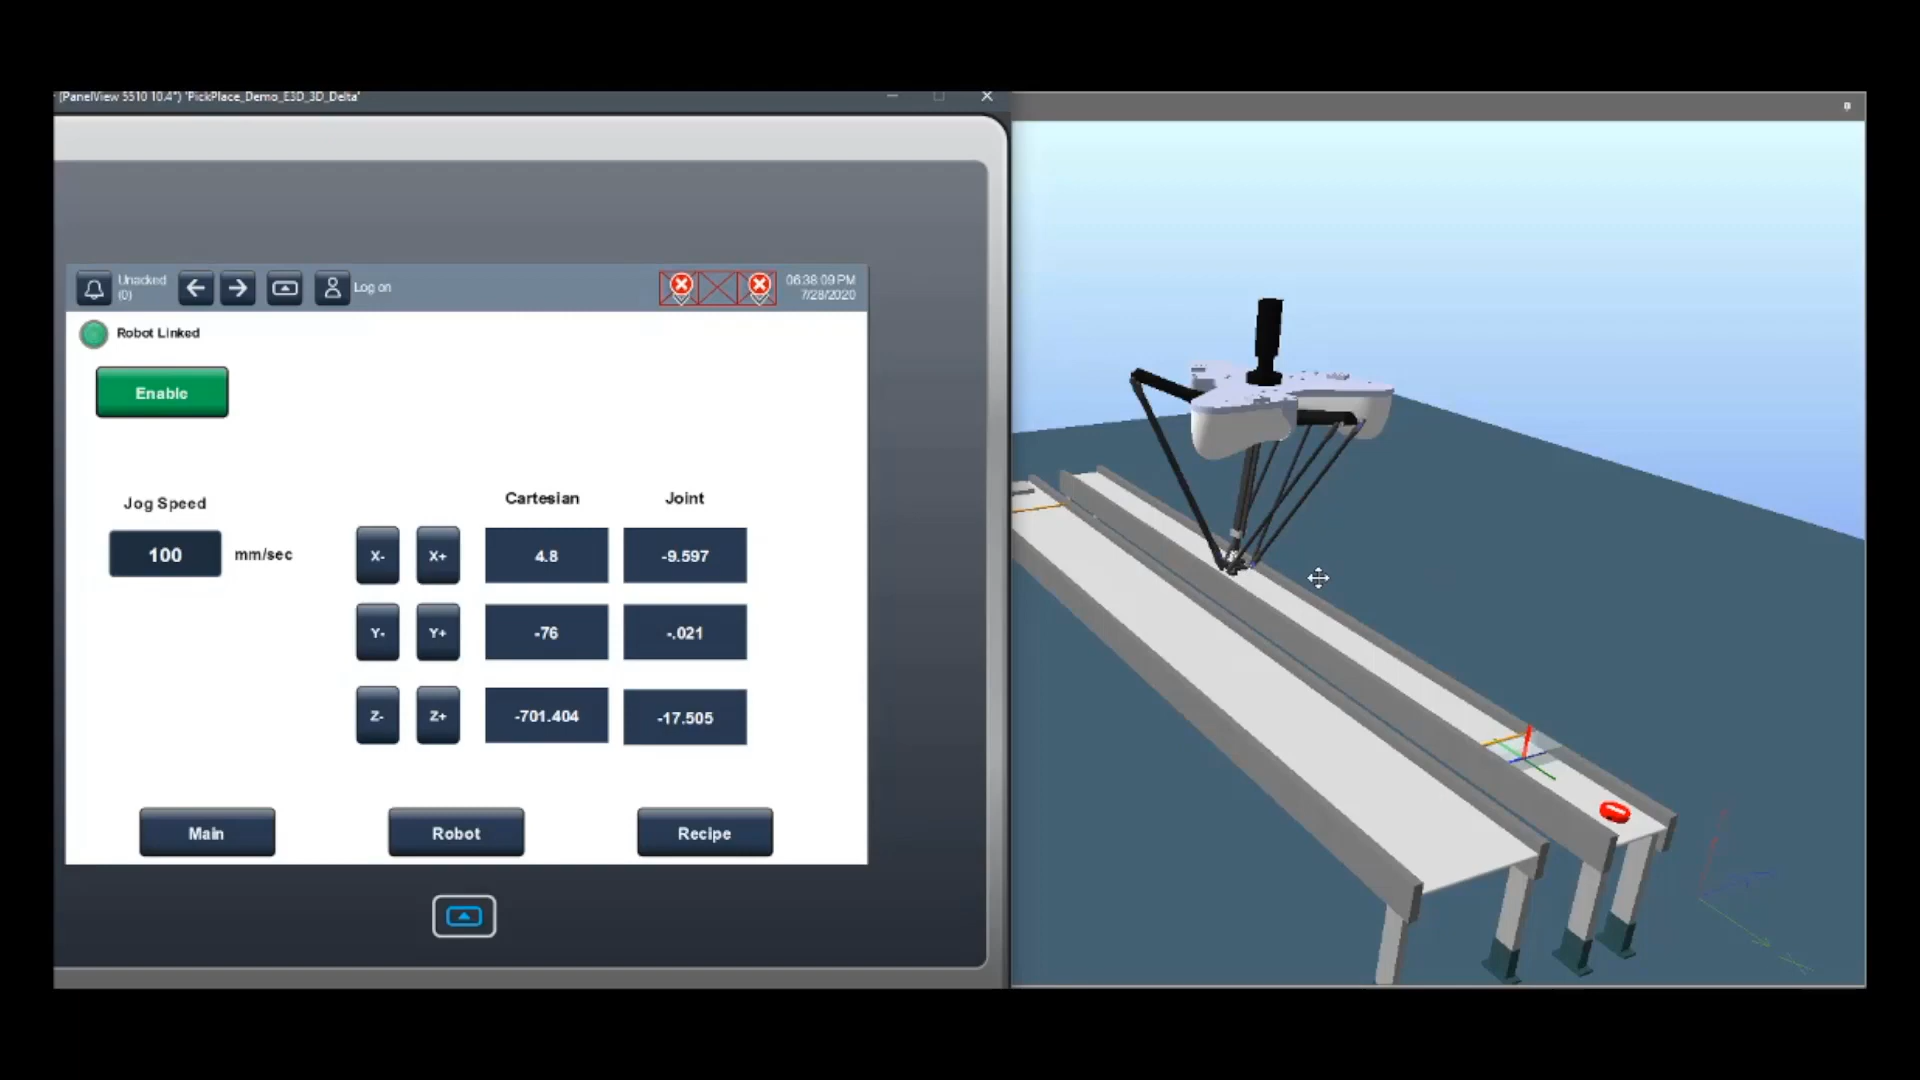 (PanelView 5510 10.4") 'PickPlace_Demo_E3D_3D_Delta'
Unacked
(0)
Log on
06:38:09 PM
7/28/2020
Robot Linked
Enable
Jog Speed
100 mm/sec
Cartesian Joint
X- X+ 4.8 -9.597
Y- Y+ -76 -.021
Z- Z+ -701.404 -17.505
Main Robot Recipe